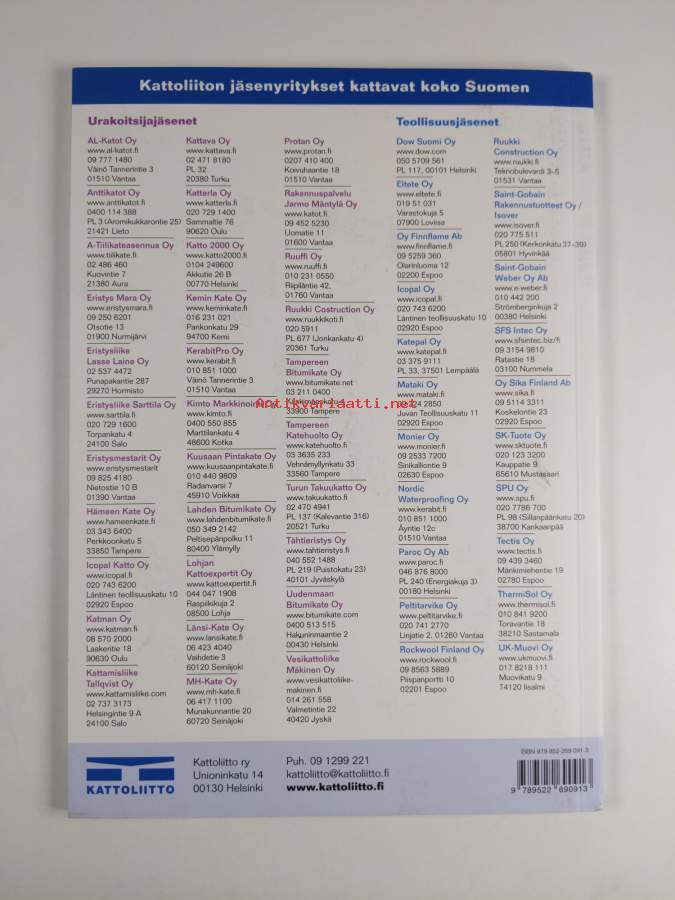 Kattoliiton jäsenyritykset kattavat koko Suomen
Urakoitsijajäsenet
AL-Katot Oy
www.al-katot.fi
09 777 1480
Väinö Tannerintie 3
01510 Vantaa
Anttikatot Oy
www.anttikatot.fi
0400 114 388
PL 3 (Aronikukkarontie 25)
21421 Lieto
A-Tiilikateasennus Oy
www.tiilikate.fi
02 486 460
Kuovintie 7
21380 Aura
Eristys Mara Oy
www.eristysmara.fi
09 250 6201
Otsotie 13
01900 Nurmijärvi
Eristysliike
Lasse Laine Oy
02 537 4472
Punapakantie 287
29270 Hormisto
Eristysliike Sarttila Oy
www.sarttila.fi
020 729 1600
Torpankatu 4
24100 Salo
Eristysmestarit Oy
www.eristysmestarit
09 825 4180
Nietostie 10 B
01390 Vantaa
Hämeen Kate Oy
www.hameenkate.fi
03 343 6400
Perkkoonkatu 5
33850 Tampere
Icopal Katto Oy
www.icopal.fi
020 743 6200
Läntinen teollisuuskatu 10
02920 Espoo
Katman Oy
www.katman.fi
08 570 2000
Laakeritie 18
90630 Oulu
Kattamisliike
Tallqvist Oy
www.kattamisliike.com
02 737 3173
Helsingintie 9 A
24100 Salo
Kattava Oy
www.kattava.fi
02 471 8180
PL 32
20380 Turku
Katterla Oy
www.katterla.fi
020 729 1400
Sammaltie 76
90620 Oulu
Katto 2000 Oy
www.katto2000.fi
0104 249600
Akkutie 26 B
00770 Helsinki
Kemin Kate Oy
www.keminkate.fi
016 231 021
Pankonkatu 29
94700 Kemi
KerabitPro Oy
www.kerabit.fi
010 851 1000
Väinö Tannerintie 3
01510 Vantaa
Kimto Markkinointi Oy
www.kimto.fi
0400 550 855
Marttilankatu 4
48600 Kotka
Kuusaan Pintakate Oy
www.kuusaanpintakate.fi
010 440 9809
Radanvarsi 7
45910 Voikkaa
Lahden Bitumikate Oy
www.lahdenbitumikate.fi
050 349 2142
Peltisepänpolku 11
80400 Ylämylly
Lohjan
Kattoexpertit Oy
www.kattoexpertit.fi
044 047 1908
Raaspiikkuja 2
08500 Lohja
Länsi-Kate Oy
www.lansikate.fi
06 423 4040
Vaihdetie 3
60120 Seinäjoki
MH-Kate Oy
www.mh-kate.fi
06 417 1100
Munakunnantie 20
60720 Seinäjoki
Protan Oy
www.protan.fi
0207 410 400
Koivuhaantie 18
01510 Vantaa
Rakennuspalvelu
Jarmo Mäntylä Oy
www.katot.fi
09 452 5230
Uomatie 11
01600 Vantaa
Ruuffi Oy
www.ruuffi.fi
010 231 0550
Riipiläntie 42,
01760 Vantaa
Ruukki Costruction Oy
www.ruukkikoti.fi
020 5911
PL 677 (Jonkankatu 4)
20361 Turku
Tampereen
Bitumikate Oy
www.bitumikate.net
03 211 0400
33900 Tampere
Tampereen
Katehuolto Oy
www.katehuolto.fi
03 3635 233
Vehnämyllynkatu 33
33560 Tampere
Turun Takuukatto Oy
www.takuukatto.fi
02 470 4941
PL 137 (Kalevantie 316)
20521 Turku
Tähtieristys Oy
www.tahtieristys.fi
040 552 1488
PL 219 (Puistokatu 23)
40101 Jyväskylä
Uudenmaan
Bitumikate Oy
www.bitumikate.com
0400 513 515
Hakuninmaantie 2
00430 Helsinki
Vesikattoliike
Mäkinen Oy
www.vesikattoliike-
makinen.fi
014 261 558
Valmetintie 22
40420 Jyskä
Teollisuusjäsenet
Dow Suomi Oy
www.dow.com
050 5709 561
PL 117, 00101 Helsinki
Eltete Oy
www.eltete.fi
019 51 031
Varastokuja 5
07900 Loviisa
Oy Finnflame Ab
www.finnflame.fi
09 5259 360
Olarinluoma 12
02200 Espoo
Icopal Oy
www.icopal.fi
020 743 6200
Läntinen teollisuuskatu 10
02920 Espoo
Katepal Oy
www.katepal.fi
03 375 9111
PL 33, 37501 Lempäälä
Mataki Oy
www.mataki.fi
2850
Juvan Teollisuuskatu 11
02920 Espoo
Monier Oy
www.monier.fi
09 2533 7200
Sinikalliontie 9
02630 Espoo
Nordic
Waterproofing Oy
www.kerabit.fi
010 851 1000
Äyritie 12c
01510 Vantaa
Paroc Oy Ab
www.paroc.fi
046 876 8000
PL 240 (Energiakuja 3)
00180 Helsinki
Peltitarvike Oy
www.peltitarvike.fi
020 741 2770
Linjatie 2, 01260 Vantaa
Rockwool Finland Oy
www.rockwool.fi
09 8563 5889
Piispanportti 10
02201 Espoo
Ruukki
Construction Oy
www.ruukki.fi
Teknobulevardi 3-5
01531 Vantaa
Saint-Gobain
Rakennustuotteet Oy /
Isover
www.isover.fi
020 775 511
PL 250 (Kerkonkatu 37-39)
05801 Hyvinkää
Saint-Gobain
Weber Oy Ab
www.e-weber.fi
010 442 200
Strömberginkuja 2
00380 Helsinki
SFS Intec Oy
www.sfsintec.biz/fi
09 3154 9810
Ratastie 18
03100 Nummela
Oy Sika Finland Ab
www.sika.fi
09 5114 3311
Koskelontie 23
02920 Espoo
SK-Tuote Oy
www.sktuote.fi
020 123 3200
Kauppatie 9
65610 Mustasaari
SPU Oy
www.spu.fi
020 7786 700
PL 98 (Sillanpäänkatu 20)
38700 Kankaanpää
Tectis Oy
www.tectis.fi
09 439 3460
Mänkimiehentie 19
02780 Espoo
ThermiSol Oy
www.thermisol.fi
010 841 9200
Toravantie 18
38210 Sastamala
UK-Muovi Oy
www.ukmuovi.fi
017 8218 111
Muovikatu 9
74120 Iisalmi
Antikvariaatti.net
KATTOLIITTO
Kattoliitto ry
Unioninkatu 14
00130 Helsinki
Puh. 09 1299 221
kattoliitto@kattoliitto.fi
www.kattoliitto.fi
ISBN 978-952-269-091-3
9 789522 690913